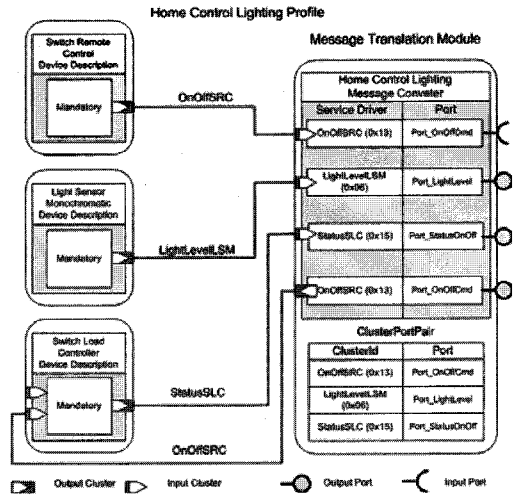 Home Control Lighting Profile
Message Translation Module
Switch Remote
Control
Device Description
Mandatory
OnOffSRC
Light Sensor
Monochromatic
Device Description
Mandatory
LightLevelLSM
Switch Load
Controller
Device Description
Mandatory
StatusSLC
OnOffSRC
Home Control Lighting
Message Convater
Service Driver
Port
OnOffSRC (0x13)
Port_OnOffCmd
LightLevelLSM
(0x06)
Port_LightLevel
StatusSLC (0x15)
Port_StatusOnOff
OnOffSRC (0x13)
Port_OnOffCmd
ClusterPortPair
ClusterId
Port
OnOffSRC (0x13)
Port_OnOffCmd
LightLevelLSM
(0x06)
Port_LightLevel
StatusSLC (0x15)
Port_StatusOnOff
Output Cluster
Input Cluster
Output Port
Input Port